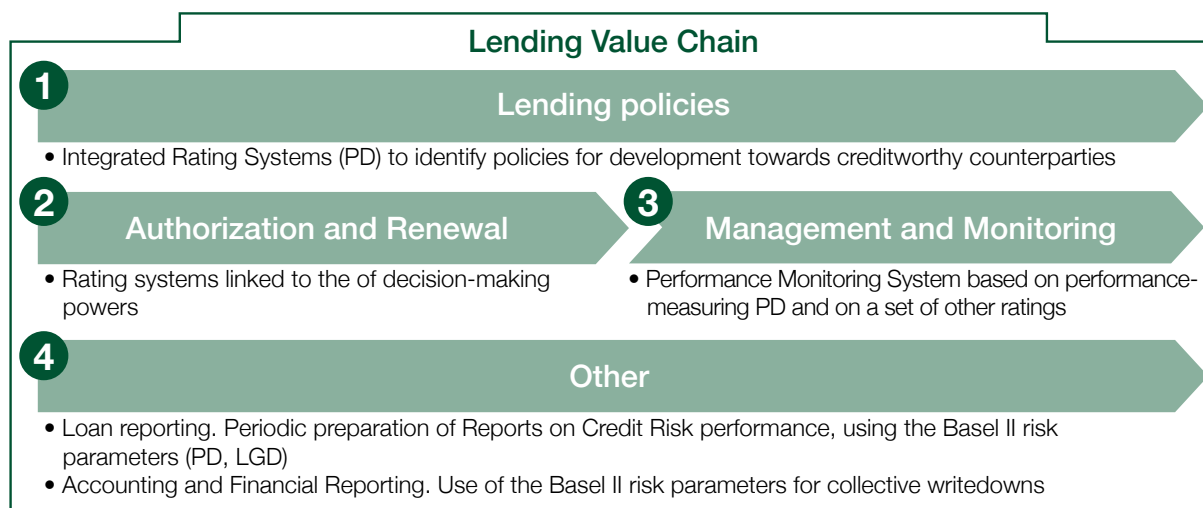 Lending Value Chain
1
Lending policies
• Integrated Rating Systems (PD) to identify policies for development towards creditworthy counterparties
2
Authorization and Renewal
• Rating systems linked to the of decision-making
powers
3
Management and Monitoring
• Performance Monitoring System based on performance-
measuring PD and on a set of other ratings
4
Other
• Loan reporting. Periodic preparation of Reports on Credit Risk performance, using the Basel II risk
parameters (PD, LGD)
• Accounting and Financial Reporting. Use of the Basel II risk parameters for collective writedowns